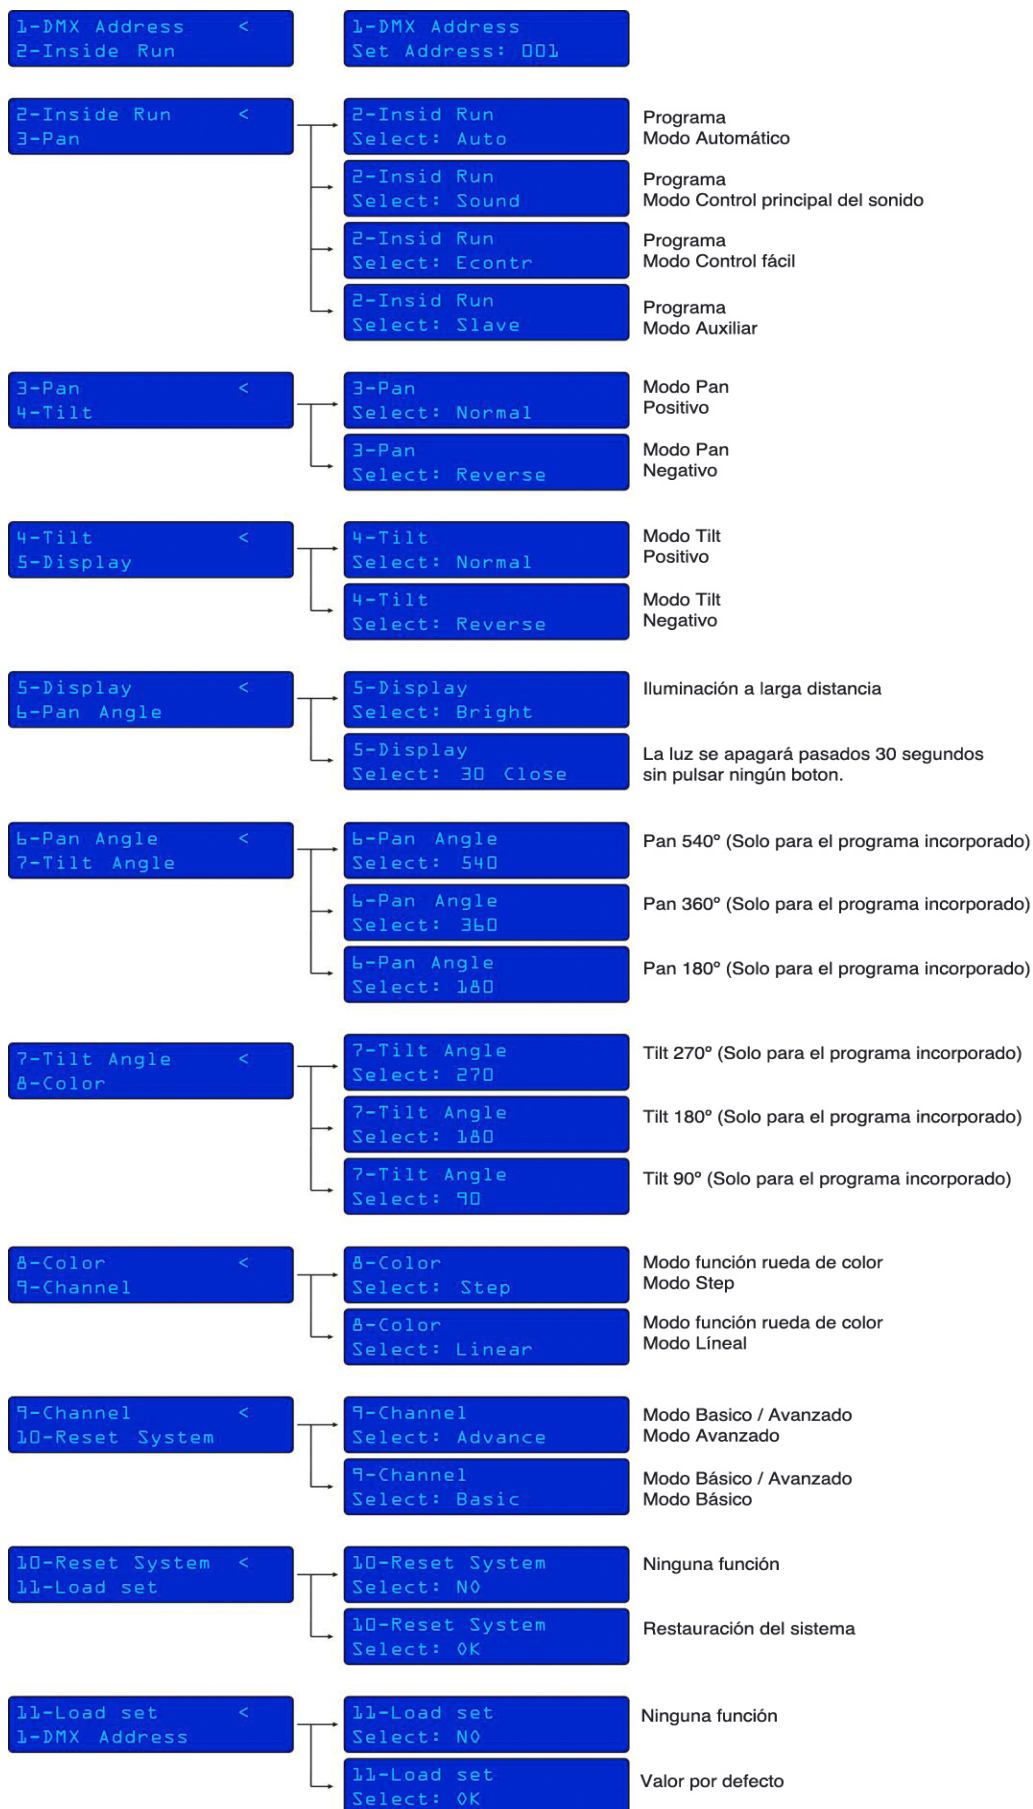 1-DMX Address <
2-Inside Run
1-DMX Address
Set Address: 001
2-Inside Run <
3-Pan
2-Insid Run
Select: Auto
Programa
Modo Automático
2-Insid Run
Select: Sound
Programa
Modo Control principal del sonido
2-Insid Run
Select: Econtr
Programa
Modo Control fácil
2-Insid Run
Select: Slave
Programa
Modo Auxiliar
3-Pan <
4-Tilt
3-Pan
Select: Normal
Modo Pan
Positivo
3-Pan
Select: Reverse
Modo Pan
Negativo
4-Tilt <
5-Display
4-Tilt
Select: Normal
Modo Tilt
Positivo
4-Tilt
Select: Reverse
Modo Tilt
Negativo
5-Display <
6-Pan Angle
5-Display
Select: Bright
Iluminación a larga distancia
5-Display
Select: 30 Close
La luz se apagará pasados 30 segundos
sin pulsar ningún boton.
6-Pan Angle <
7-Tilt Angle
6-Pan Angle
Select: 540
Pan 540º (Solo para el programa incorporado)
6-Pan Angle
Select: 360
Pan 360º (Solo para el programa incorporado)
6-Pan Angle
Select: 180
Pan 180º (Solo para el programa incorporado)
7-Tilt Angle <
8-Color
7-Tilt Angle
Select: 270
Tilt 270º (Solo para el programa incorporado)
7-Tilt Angle
Select: 180
Tilt 180º (Solo para el programa incorporado)
7-Tilt Angle
Select: 90
Tilt 90º (Solo para el programa incorporado)
8-Color <
9-Channel
8-Color
Select: Step
Modo función rueda de color
Modo Step
8-Color
Select: Linear
Modo función rueda de color
Modo Líneal
9-Channel <
10-Reset System
9-Channel
Select: Advance
Modo Basico / Avanzado
Modo Avanzado
9-Channel
Select: Basic
Modo Básico / Avanzado
Modo Básico
10-Reset System <
11-Load set
10-Reset System
Select: NO
Ninguna función
10-Reset System
Select: OK
Restauración del sistema
11-Load set <
1-DMX Address
11-Load set
Select: NO
Ninguna función
11-Load set
Select: OK
Valor por defecto